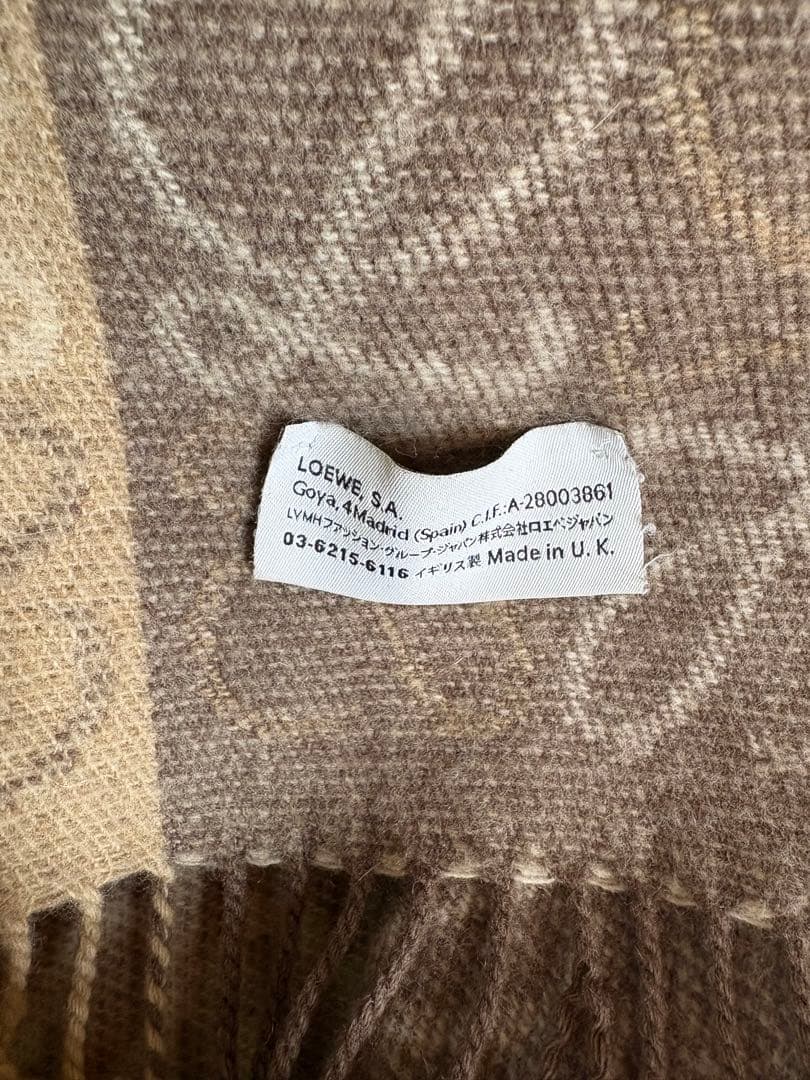 LOEWE, S.A.
Goya, 4 Madrid (Spain) C.I.F.: A-28003861
LVMHファッション・グループ・ジャパン株式会社ロエベジャパン
03-6215-6116 イギリス製 Made in U. K.